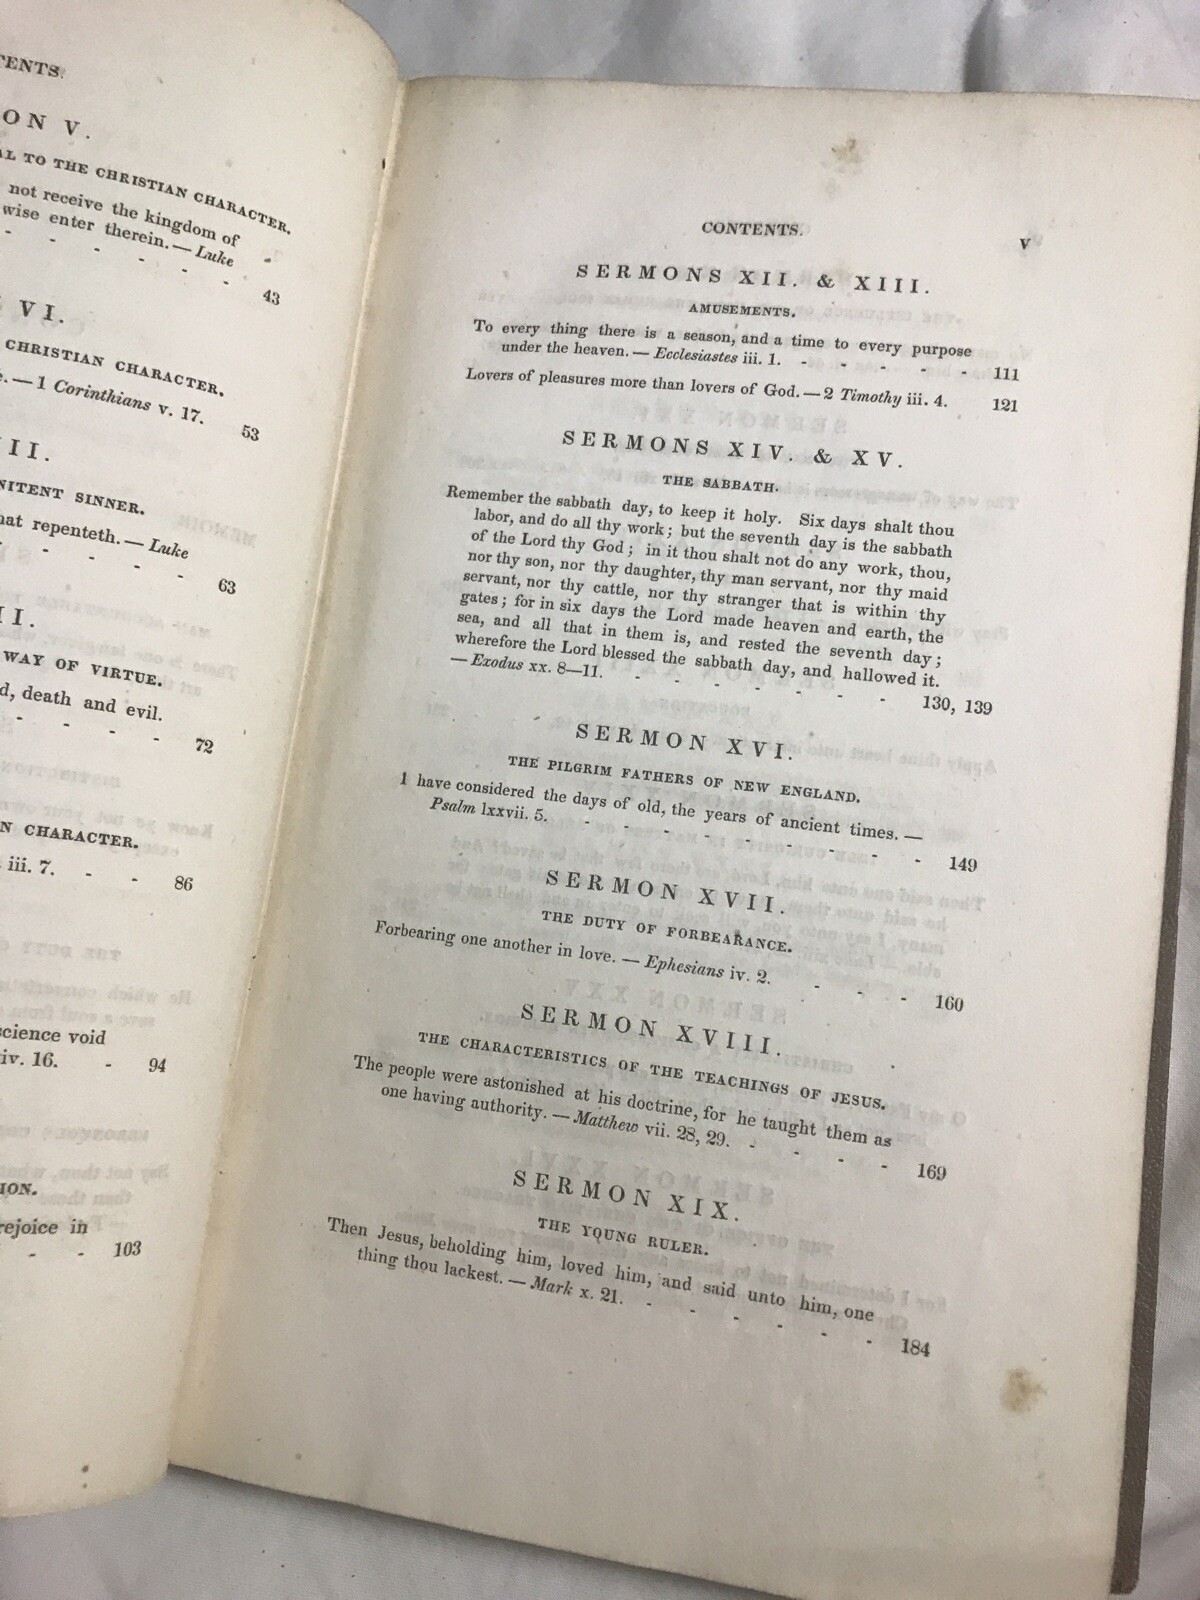 TENTS.
ON V.
TO THE CHRISTIAN CHARACTER.
not receive the kingdom of
wise enter therein. — Luke
- - - - - - 43
VI.
CHRISTIAN CHARACTER.
— 1 Corinthians v. 17. 53
II.
NITENT SINNER.
hat repenteth. — Luke
- - - - 63
II.
WAY OF VIRTUE.
d, death and evil.
- - - - 72
N CHARACTER.
iii. 7. - - 86
science void
iv. 16. - 94
ION.
rejoice in
- - - 103
CONTENTS. v
SERMONS XII. & XIII.
AMUSEMENTS.
To every thing there is a season, and a time to every purpose
under the heaven. — Ecclesiastes iii. 1. - - - - - 111
Lovers of pleasures more than lovers of God. — 2 Timothy iii. 4. 121
SERMONS XIV. & XV.
THE SABBATH.
Remember the sabbath day, to keep it holy. Six days shalt thou
labor, and do all thy work; but the seventh day is the sabbath
of the Lord thy God; in it thou shalt not do any work, thou,
nor thy son, nor thy daughter, thy man servant, nor thy maid
servant, nor thy cattle, nor thy stranger that is within thy
gates; for in six days the Lord made heaven and earth, the
sea, and all that in them is, and rested the seventh day;
wherefore the Lord blessed the sabbath day, and hallowed it.
— Exodus xx. 8—11. - - - - - - - 130, 139
SERMON XVI.
THE PILGRIM FATHERS OF NEW ENGLAND.
I have considered the days of old, the years of ancient times. —
Psalm lxxvii. 5. - - - - - - - - - 149
SERMON XVII.
THE DUTY OF FORBEARANCE.
Forbearing one another in love. — Ephesians iv. 2. - - - 160
SERMON XVIII.
THE CHARACTERISTICS OF THE TEACHINGS OF JESUS.
The people were astonished at his doctrine, for he taught them as
one having authority. — Matthew vii. 28, 29. - - - - 169
SERMON XIX.
THE YOUNG RULER.
Then Jesus, beholding him, loved him, and said unto him, one
thing thou lackest. — Mark x. 21. - - - - - - 184